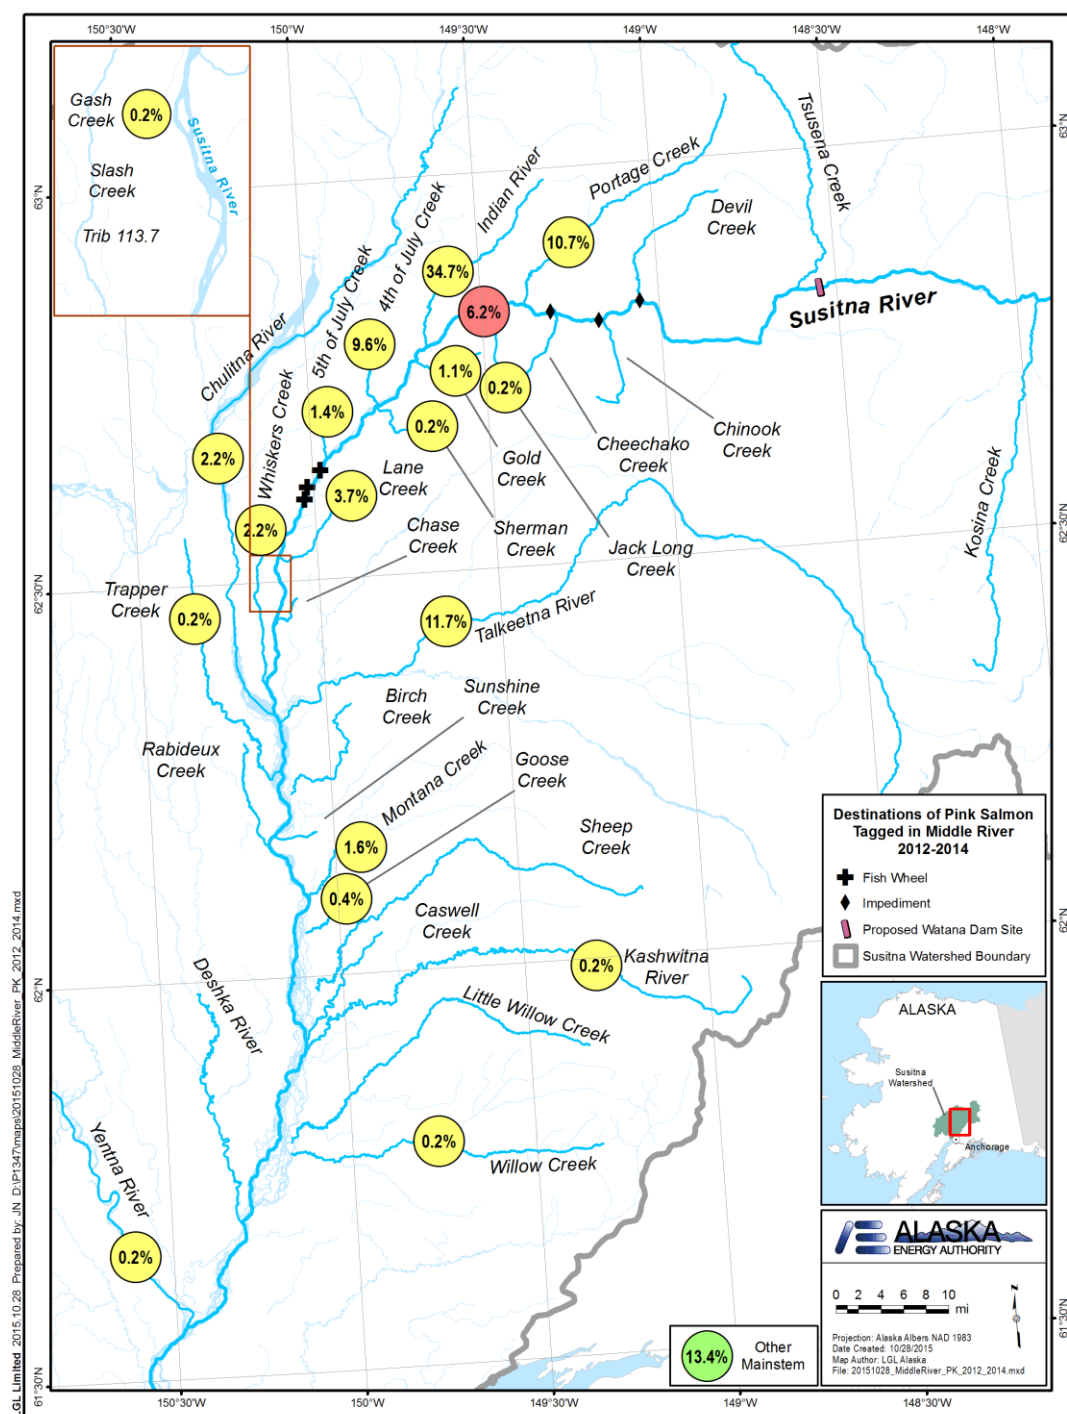 150°30'W
150°W
149°30'W
149°W
148°30'W
148°W
63°N
63°N
62°30'N
62°30'N
62°N
62°N
61°30'N
61°30'N
Gash
Creek
0.2%
Slash
Creek
Trib 113.7
Susitna River
Tsusena Creek
Portage Creek
Indian River
Devil
Creek
10.7%
4th of July Creek
34.7%
6.2%
Susitna River
5th of July Creek
Chulitna River
9.6%
1.1%
0.2%
1.4%
0.2%
Chinook
Creek
Cheechako
Creek
Whiskers Creek
2.2%
Lane
Creek
3.7%
Gold
Creek
Kosina Creek
Chase
Creek
Sherman
Creek
Jack Long
Creek
2.2%
Trapper
Creek
0.2%
11.7%
Talkeetna River
Sunshine
Creek
Birch
Creek
Rabideux
Creek
Goose
Creek
Montana Creek
1.6%
Sheep
Creek
0.4%
Caswell
Creek
Kashwitna
River
0.2%
Deshka River
Little Willow Creek
0.2%
Willow Creek
Yentna River
0.2%
Destinations of Pink Salmon
Tagged in Middle River
2012-2014
Fish Wheel
Impediment
Proposed Watana Dam Site
Susitna Watershed Boundary
ALASKA
Susitna
Watershed
Anchorage
ALASKA
ENERGY AUTHORITY
0 2 4 6 8 10
mi
N
Projection: Alaska Albers NAD 1983
Date Created: 10/28/2015
Map Author: LGL Alaska
File: 20151028_MiddleRiver_PK_2012_2014.mxd
13.4%
Other
Mainstem
150°30'W
150°W
149°30'W
149°W
148°30'W
LGL Limited 2015.10.28 Prepared by: JN D:\P1347\maps\20151028_MiddleRiver_PK_2012_2014.mxd